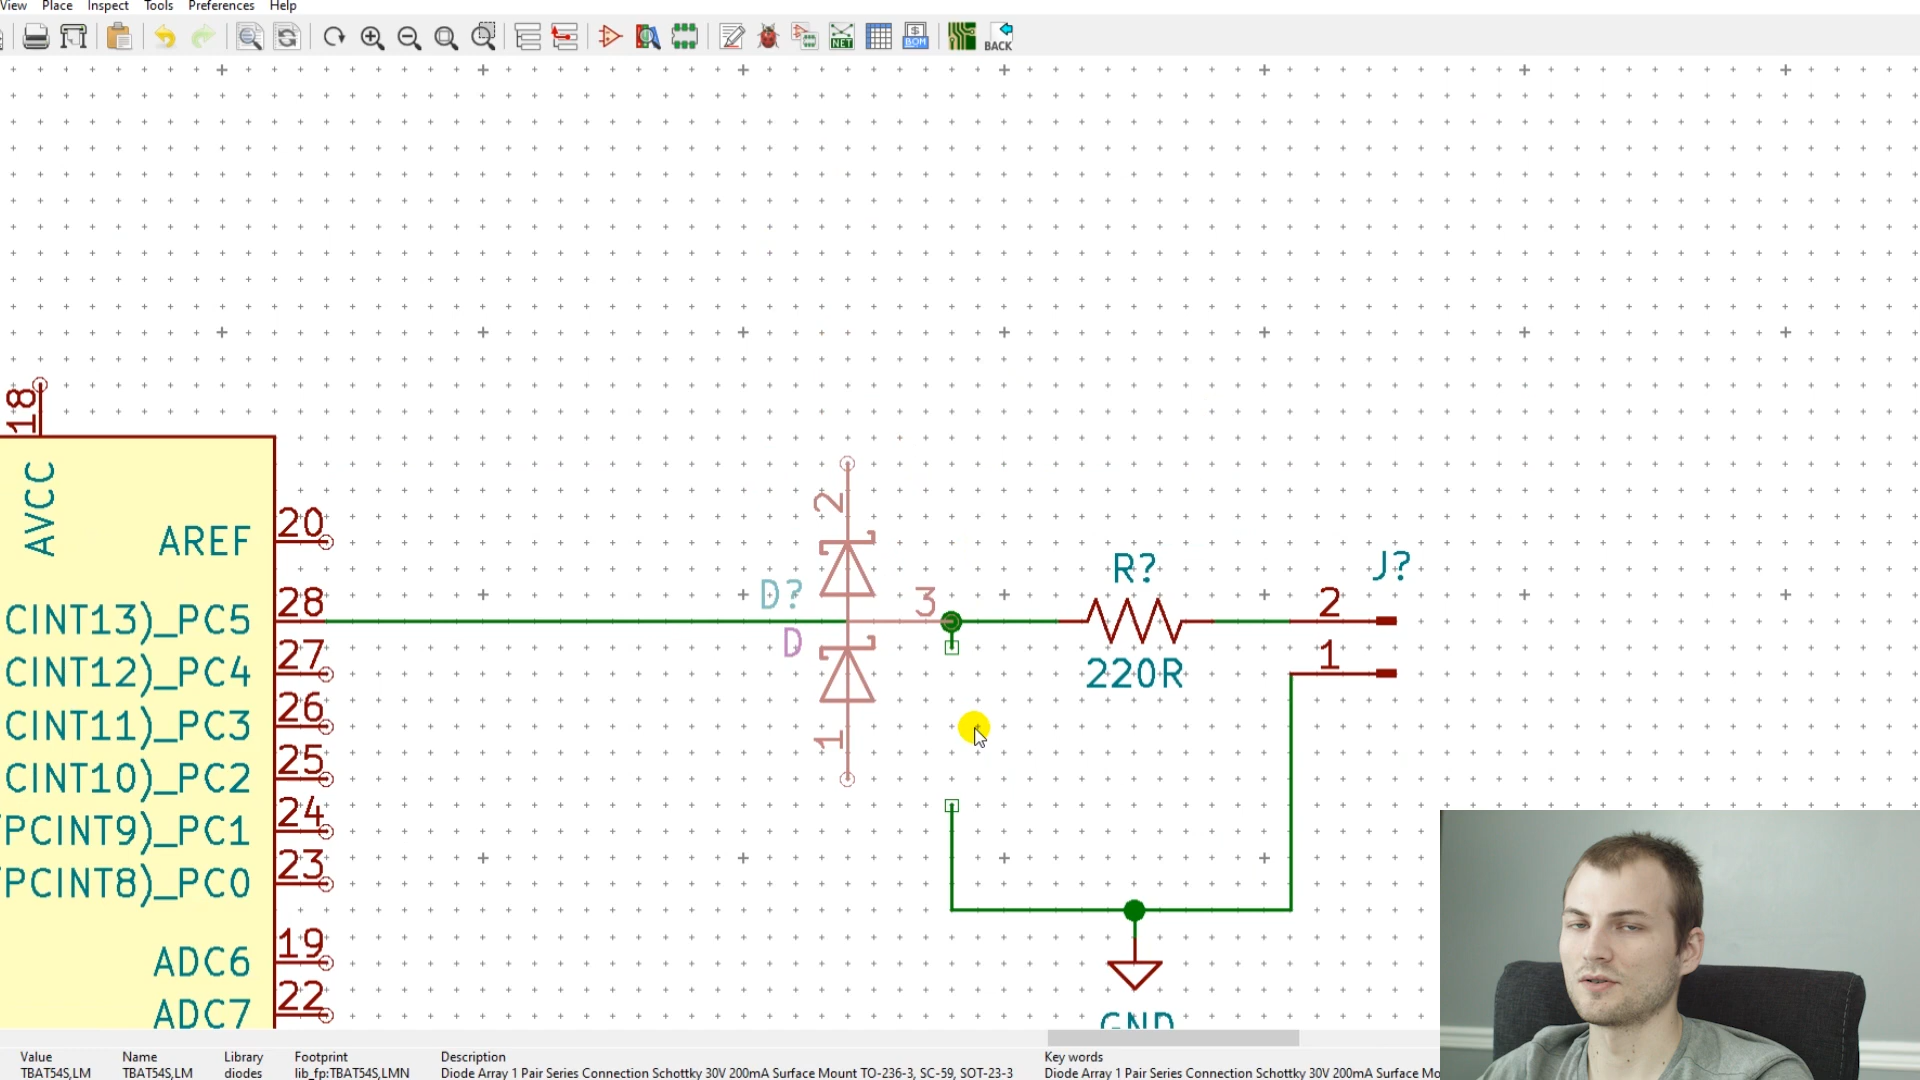 View Place Inspect Tools Preferences Help
NET
BOM
BACK
18
AVCC
AREF
20
CINT13)_PC5
28
CINT12)_PC4
27
CINT11)_PC3
26
CINT10)_PC2
25
PCINT9)_PC1
24
PCINT8)_PC0
23
ADC6
19
ADC7
22
2
D?
D
3
1
R?
220R
J?
2
1
GND
Value Name Library Footprint Description Key words
TBAT54S,LM TBAT54S,LM diodes lib_fp:TBAT54S,LMN Diode Array 1 Pair Series Connection Schottky 30V 200mA Surface Mount TO-236-3, SC-59, SOT-23-3 Diode Array 1 Pair Series Connection Schottky 30V 200mA Surface Mo